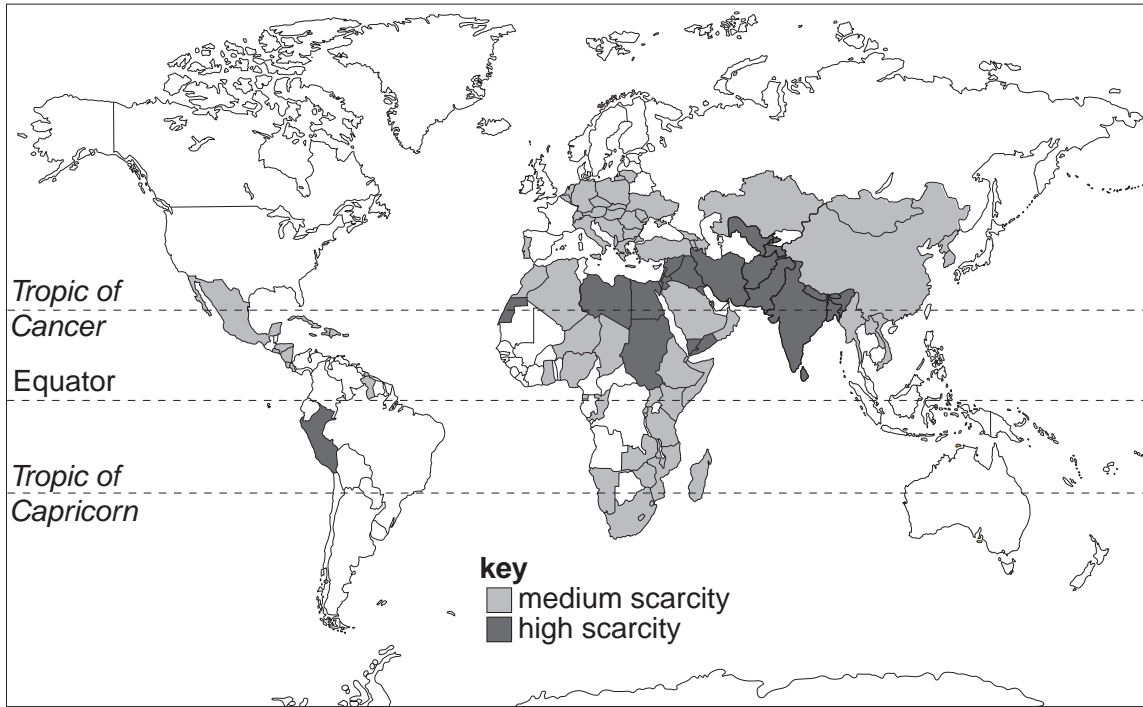 Tropic of
Cancer
Equator
Tropic of
Capricorn
key
medium scarcity
high scarcity